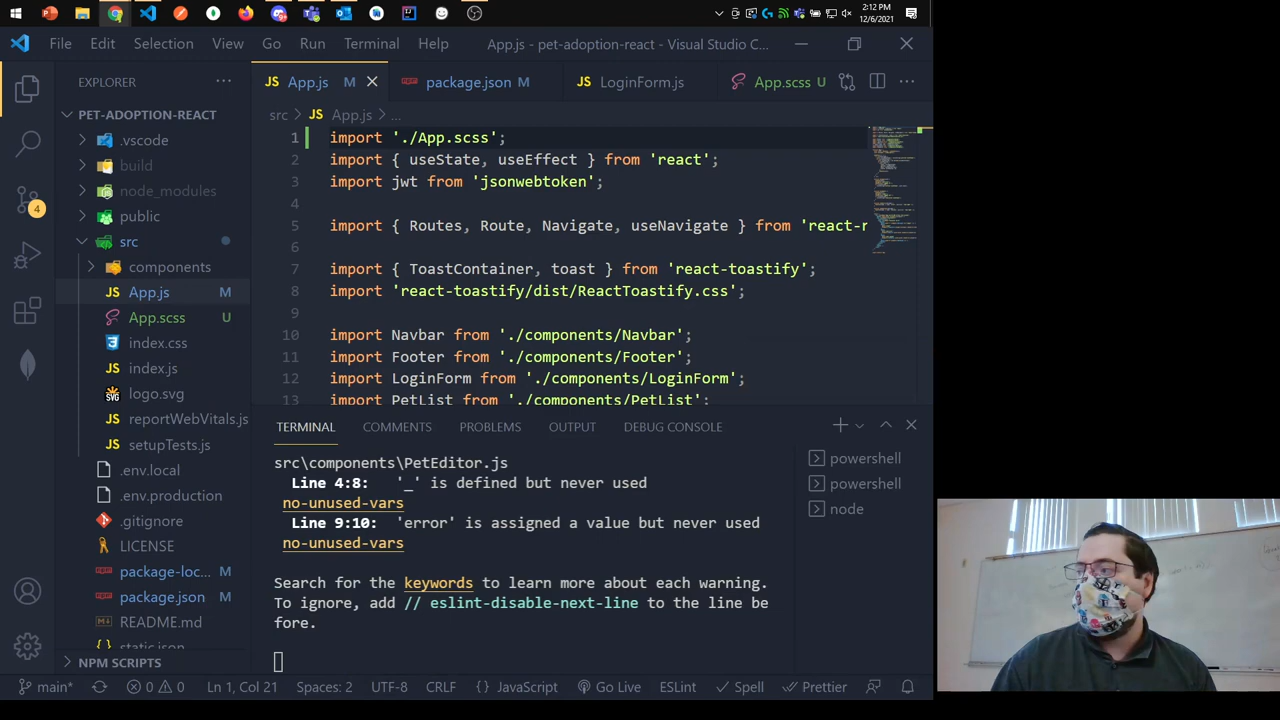 2:12 PM
12/6/2021
File Edit Selection View Go Run Terminal Help App.js - pet-adoption-react - Visual Studio C...
EXPLORER
App.js M package.json M LoginForm.js App.scss U
PET-ADOPTION-REACT
src > App.js > ...
.vscode
build
node_modules
public
src
components
App.js M
App.scss U
index.css
index.js
logo.svg
reportWebVitals.js
setupTests.js
.env.local
.env.production
.gitignore
LICENSE
package-loc... M
package.json M
README.md
static.json
NPM SCRIPTS
4
1 import './App.scss';
2 import { useState, useEffect } from 'react';
3 import jwt from 'jsonwebtoken';
4
5 import { Routes, Route, Navigate, useNavigate } from 'react-r
6
7 import { ToastContainer, toast } from 'react-toastify';
8 import 'react-toastify/dist/ReactToastify.css';
9
10 import Navbar from './components/Navbar';
11 import Footer from './components/Footer';
12 import LoginForm from './components/LoginForm';
13 import PetList from './components/PetList';
TERMINAL COMMENTS PROBLEMS OUTPUT DEBUG CONSOLE
src\components\PetEditor.js
Line 4:8: '_' is defined but never used
no-unused-vars
Line 9:10: 'error' is assigned a value but never used
no-unused-vars
Search for the keywords to learn more about each warning.
To ignore, add // eslint-disable-next-line to the line be
fore.
powershell
powershell
node
main* 0 0 Ln 1, Col 21 Spaces: 2 UTF-8 CRLF {} JavaScript Go Live ESLint Spell Prettier